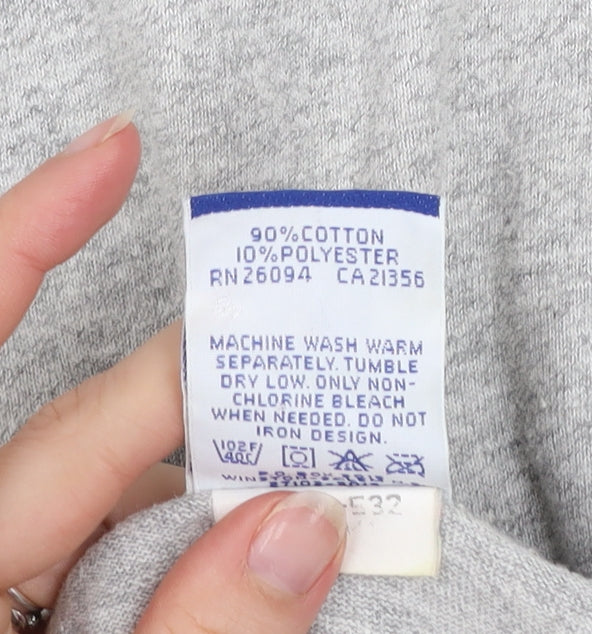 90%COTTON
10%POLYESTER
RN26094 CA21356
MACHINE WASH WARM
SEPARATELY. TUMBLE
DRY LOW. ONLY NON-
CHLORINE BLEACH
WHEN NEEDED. DO NOT
IRON DESIGN.
102F
40C
-532